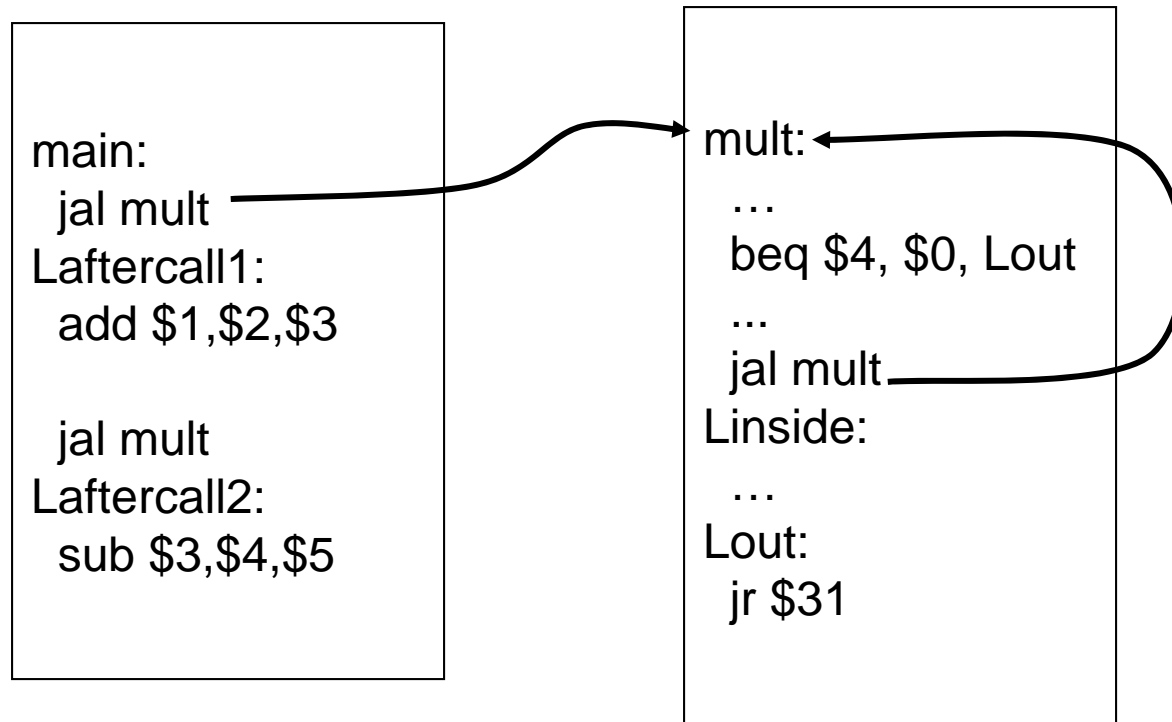 main:
jal mult
Laftercall1:
add $1,$2,$3
jal mult
Laftercall2:
sub $3,$4,$5
mult:
…
beq $4, $0, Lout
...
jal mult
Linside:
…
Lout:
jr $31